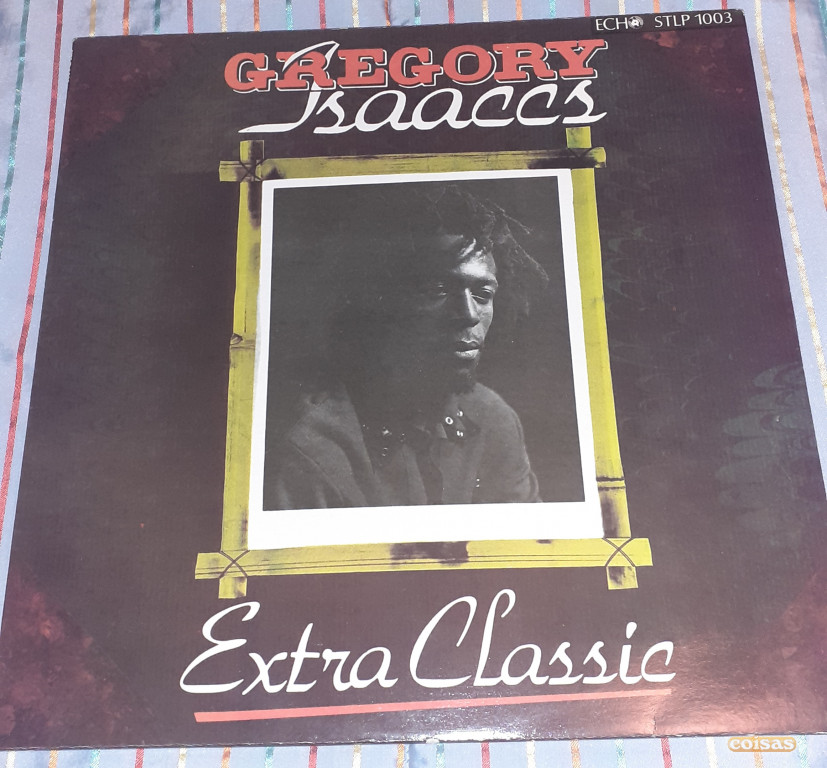 ECHO STLP 1003
GREGORY
Isaaccs
Extra Classic
coisas